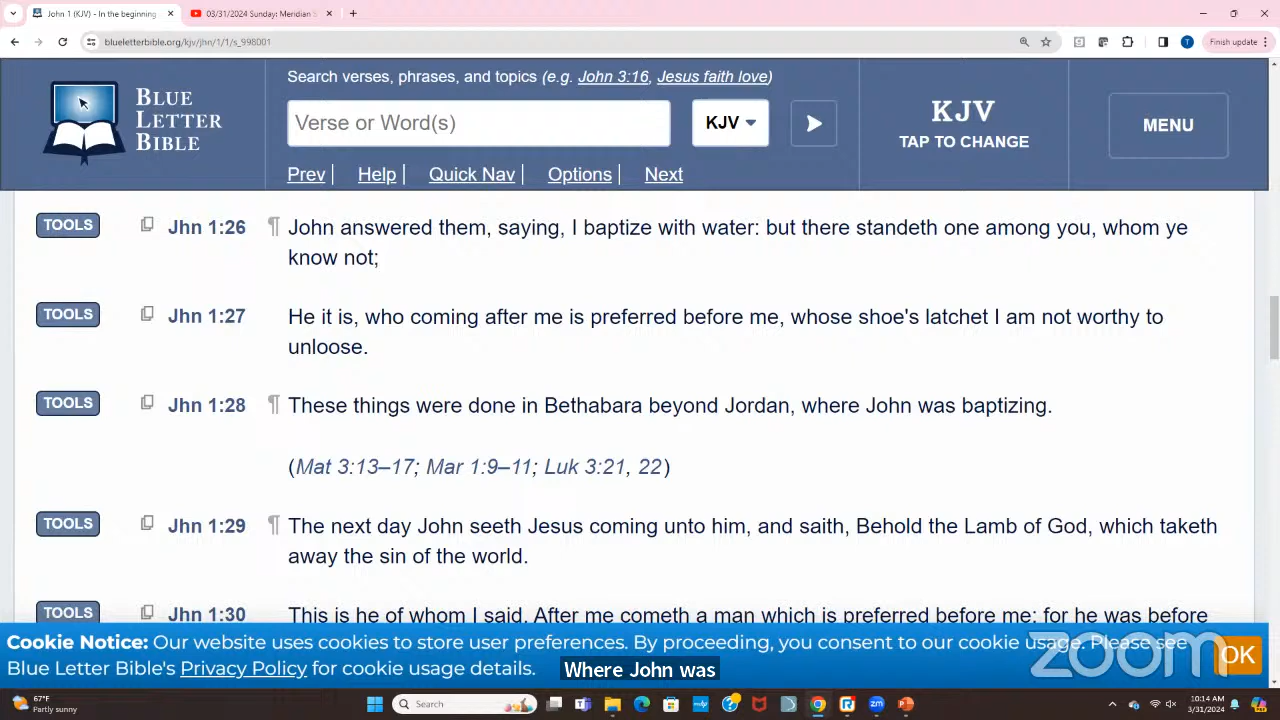 John 1 (KJV) - In the beginning
03/31/2024 Sunday: Meridian S
blueletterbible.org/kjv/jhn/1/1/s_998001
T
Finish update
BLUE
LETTER
BIBLE
Search verses, phrases, and topics (e.g. John 3:16, Jesus faith love)
Verse or Word(s)
KJV
Prev | Help | Quick Nav | Options | Next
KJV
TAP TO CHANGE
MENU
TOOLS Jhn 1:26 ¶ John answered them, saying, I baptize with water: but there standeth one among you, whom ye
know not;
TOOLS Jhn 1:27 He it is, who coming after me is preferred before me, whose shoe's latchet I am not worthy to
unloose.
TOOLS Jhn 1:28 ¶ These things were done in Bethabara beyond Jordan, where John was baptizing.
(Mat 3:13–17; Mar 1:9–11; Luk 3:21, 22)
TOOLS Jhn 1:29 ¶ The next day John seeth Jesus coming unto him, and saith, Behold the Lamb of God, which taketh
away the sin of the world.
TOOLS Jhn 1:30 This is he of whom I said, After me cometh a man which is preferred before me: for he was before
Cookie Notice: Our website uses cookies to store user preferences. By proceeding, you consent to our cookie usage. Please see
Blue Letter Bible's Privacy Policy for cookie usage details.
OK
zoom
Where John was
67°F
Partly sunny
Search
10:14 AM
3/31/2024